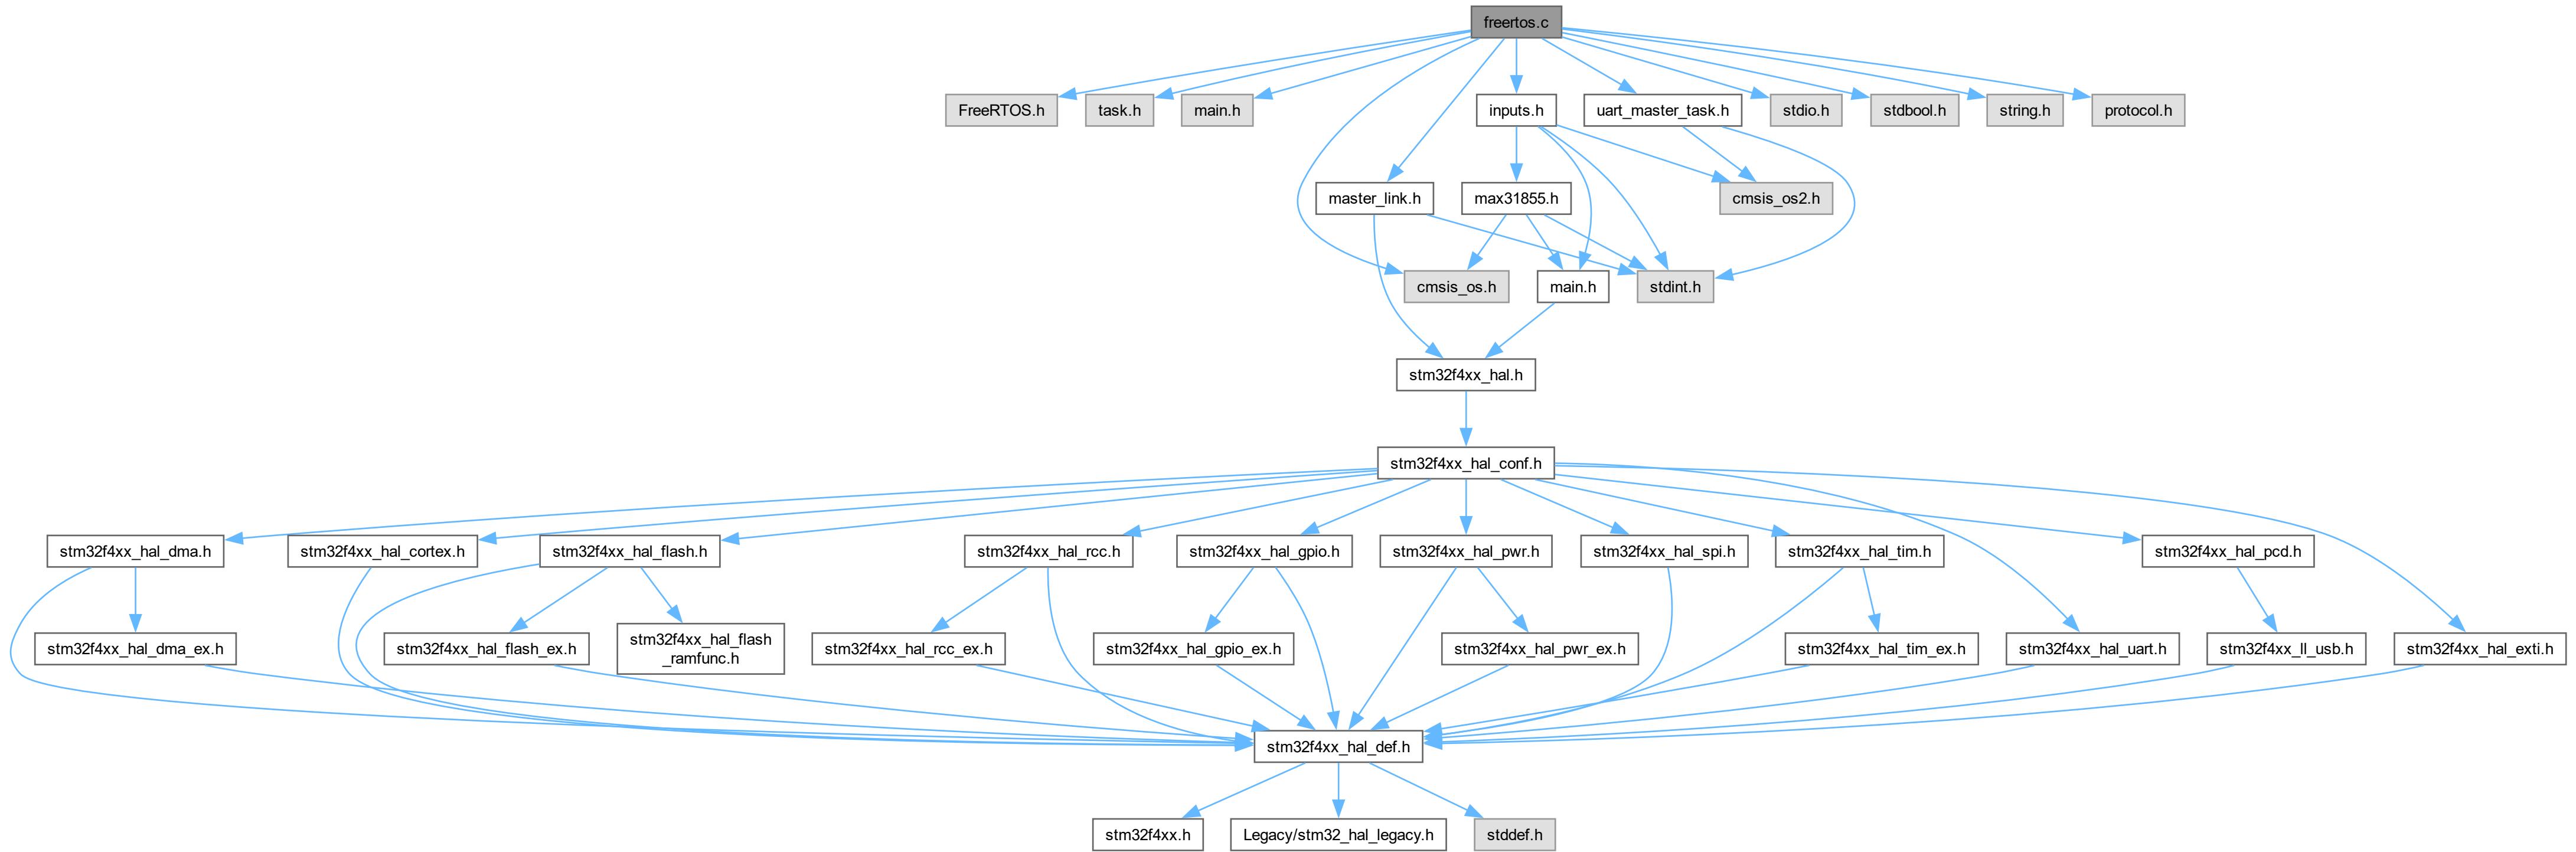 freertos.c
FreeRTOS.h
task.h
main.h
inputs.h
uart_master_task.h
stdio.h
stdbool.h
string.h
protocol.h
master_link.h
max31855.h
cmsis_os2.h
cmsis_os.h
main.h
stdint.h
stm32f4xx_hal.h
stm32f4xx_hal_conf.h
stm32f4xx_hal_dma.h
stm32f4xx_hal_cortex.h
stm32f4xx_hal_flash.h
stm32f4xx_hal_rcc.h
stm32f4xx_hal_gpio.h
stm32f4xx_hal_pwr.h
stm32f4xx_hal_spi.h
stm32f4xx_hal_tim.h
stm32f4xx_hal_pcd.h
stm32f4xx_hal_dma_ex.h
stm32f4xx_hal_flash_ex.h
stm32f4xx_hal_flash
_ramfunc.h
stm32f4xx_hal_rcc_ex.h
stm32f4xx_hal_gpio_ex.h
stm32f4xx_hal_pwr_ex.h
stm32f4xx_hal_tim_ex.h
stm32f4xx_hal_uart.h
stm32f4xx_ll_usb.h
stm32f4xx_hal_exti.h
stm32f4xx_hal_def.h
stm32f4xx.h
Legacy/stm32_hal_legacy.h
stddef.h